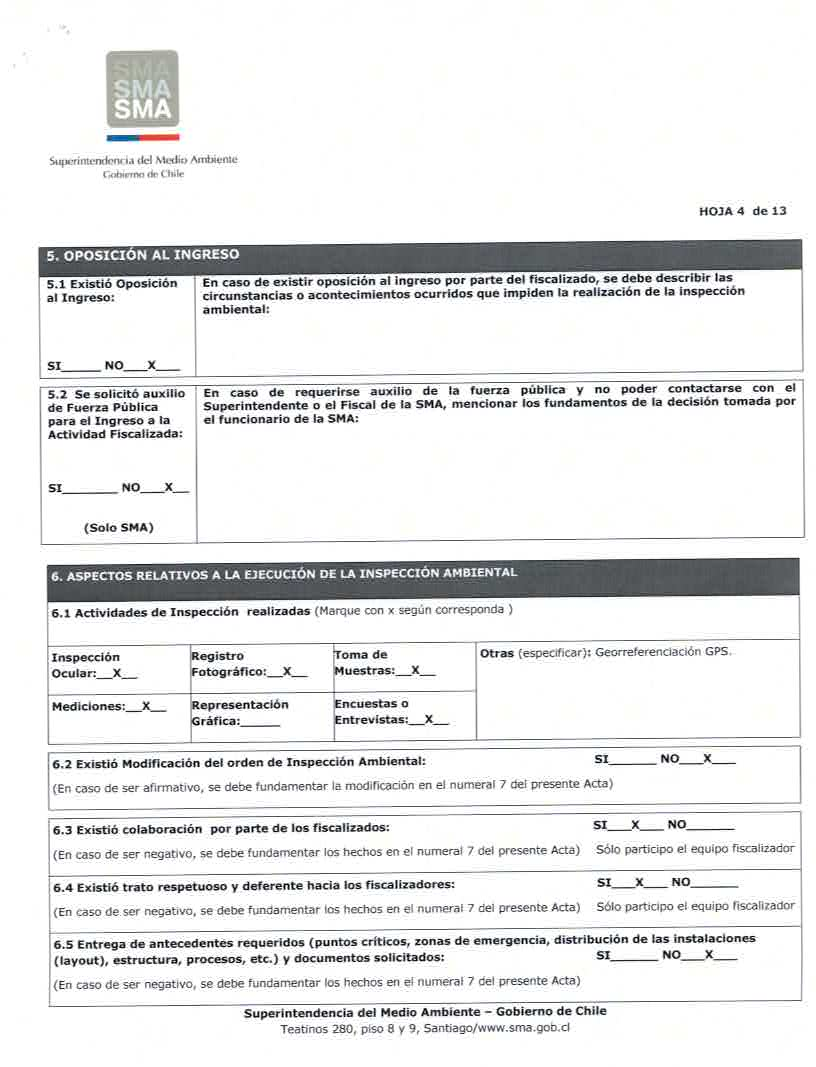 SMA
SMA
SMA
Superintendencia del Medio Ambiente
Gobierno de Chile
HOJA 4 de 13
5. OPOSICIÓN AL INGRESO
5.1 Existió Oposición
al Ingreso:
SI______ NO___X___
En caso de existir oposición al ingreso por parte del fiscalizado, se debe describir las
circunstancias o acontecimientos ocurridos que impiden la realización de la inspección
ambiental:
5.2 Se solicitó auxilio
de Fuerza Pública
para el Ingreso a la
Actividad Fiscalizada:
SI_______ NO___X__
(Solo SMA)
En caso de requerirse auxilio de la fuerza pública y no poder contactarse con el
Superintendente o el Fiscal de la SMA, mencionar los fundamentos de la decisión tomada por
el funcionario de la SMA:
6. ASPECTOS RELATIVOS A LA EJECUCIÓN DE LA INSPECCIÓN AMBIENTAL
6.1 Actividades de Inspección realizadas (Marque con x según corresponda )
Inspección
Ocular:__X__
Registro
Fotográfico:__X__
Toma de
Muestras:__X__
Otras (especificar): Georreferenciación GPS.
Mediciones:__X__
Representación
Gráfica:_____
Encuestas o
Entrevistas:__X__
6.2 Existió Modificación del orden de Inspección Ambiental: SI______ NO___X___
(En caso de ser afirmativo, se debe fundamentar la modificación en el numeral 7 del presente Acta)
6.3 Existió colaboración por parte de los fiscalizados: SI___X___ NO______
(En caso de ser negativo, se debe fundamentar los hechos en el numeral 7 del presente Acta) Sólo participo el equipo fiscalizador
6.4 Existió trato respetuoso y deferente hacia los fiscalizadores: SI___X___ NO______
(En caso de ser negativo, se debe fundamentar los hechos en el numeral 7 del presente Acta) Sólo participo el equipo fiscalizador
6.5 Entrega de antecedentes requeridos (puntos críticos, zonas de emergencia, distribución de las instalaciones
(layout), estructura, procesos, etc.) y documentos solicitados: SI______ NO___X___
(En caso de ser negativo, se debe fundamentar los hechos en el numeral 7 del presente Acta)
Superintendencia del Medio Ambiente – Gobierno de Chile
Teatinos 280, piso 8 y 9, Santiago/www.sma.gob.cl